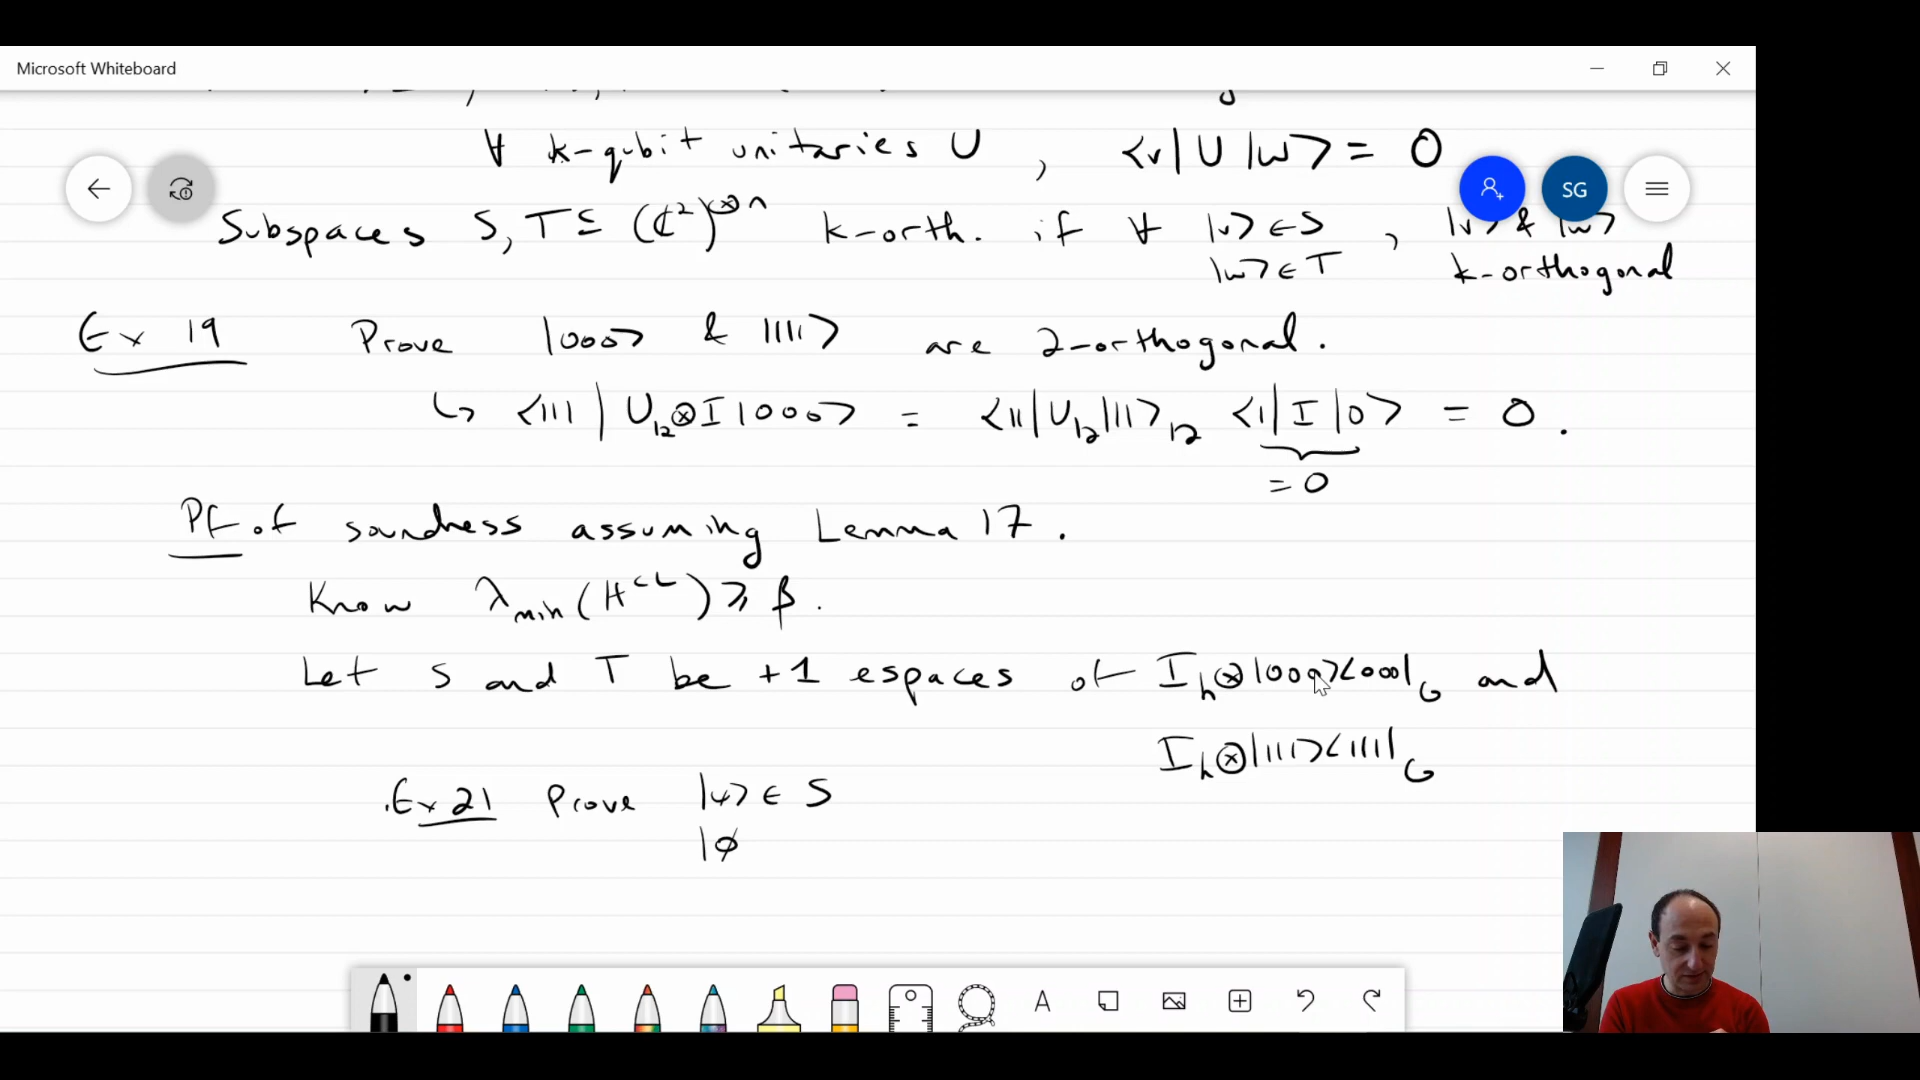 Microsoft Whiteboard
∀ k-qubit unitaries U , <v|U|w> = 0
SG
Subspaces S, T ⊆ (ℂ²)^⊗n k-orth. if ∀ |v> ∈ S , |v> & |w>
|w> ∈ T k-orthogonal
Ex 19 Prove |000> & |111> are 2-orthogonal.
↳ <111| U₁₂⊗I |000> = <11|U₁₂|11>₁₂ <1|I|0> = 0 .
= 0
Pf of soundness assuming Lemma 17 .
Know λmin(H^CL) ≥ β .
Let S and T be +1 espaces of I_h⊗|000><000|_G and
I_h⊗|111><111|_G
Ex 21 Prove |ψ> ∈ S
|φ
A